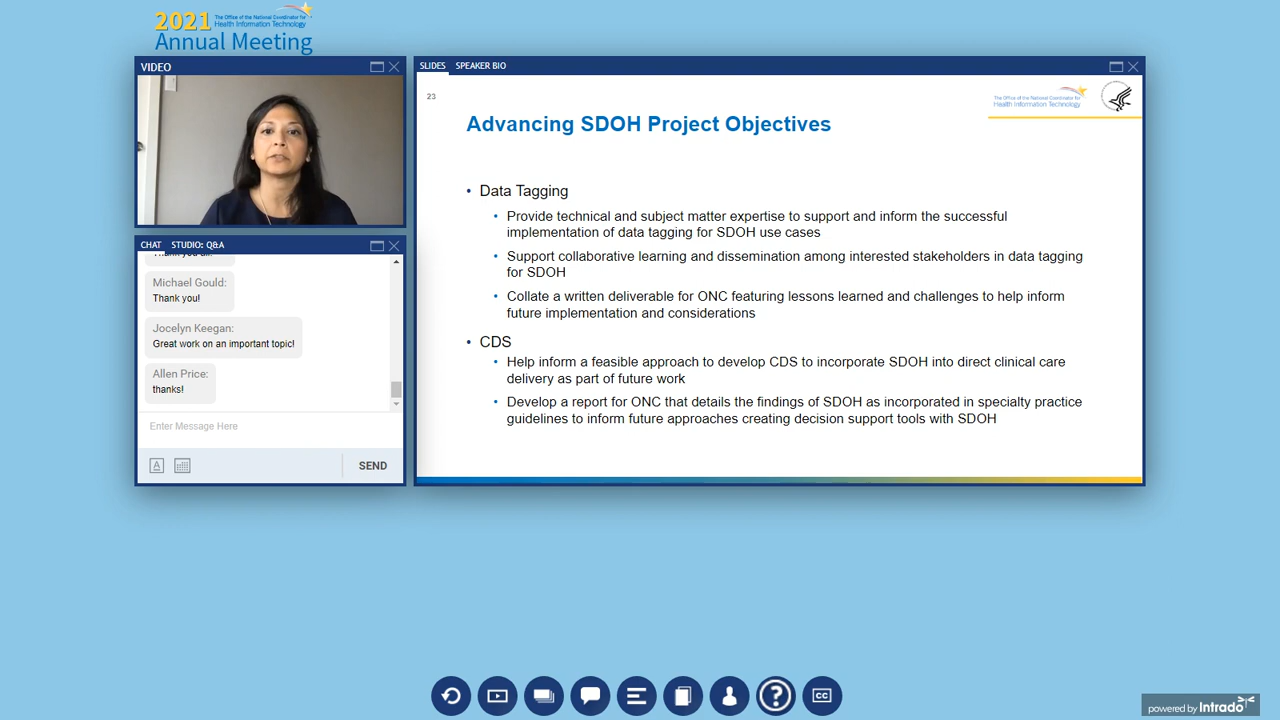 2021 The Office of the National Coordinator for
Health Information Technology
Annual Meeting
VIDEO
SLIDES SPEAKER BIO
23
The Office of the National Coordinator for
Health Information Technology
Advancing SDOH Project Objectives
• Data Tagging
• Provide technical and subject matter expertise to support and inform the successful
implementation of data tagging for SDOH use cases
• Support collaborative learning and dissemination among interested stakeholders in data tagging
for SDOH
• Collate a written deliverable for ONC featuring lessons learned and challenges to help inform
future implementation and considerations
• CDS
• Help inform a feasible approach to develop CDS to incorporate SDOH into direct clinical care
delivery as part of future work
• Develop a report for ONC that details the findings of SDOH as incorporated in specialty practice
guidelines to inform future approaches creating decision support tools with SDOH
CHAT STUDIO: Q&A
Michael Gould:
Thank you!
Jocelyn Keegan:
Great work on an important topic!
Allen Price:
thanks!
Enter Message Here
A
SEND
?
CC
powered by Intrado